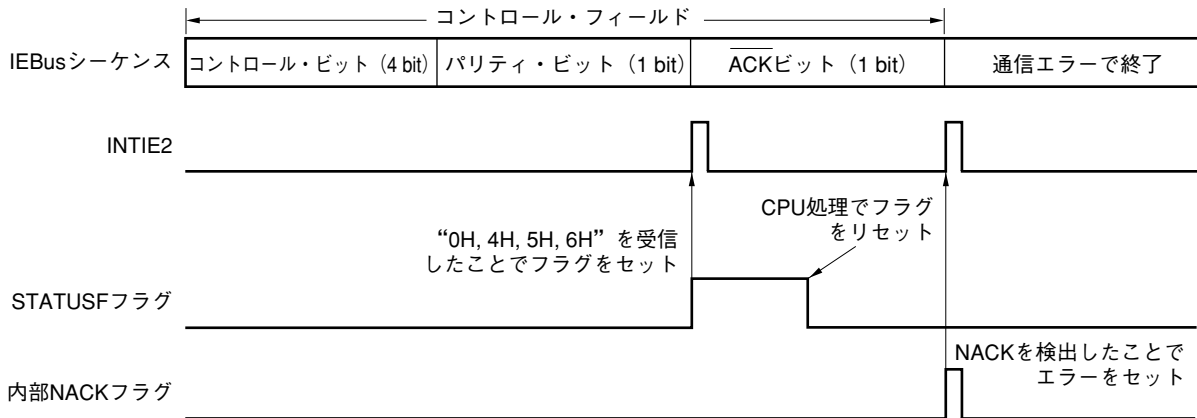 コントロール・フィールド
IEBusシーケンス
コントロール・ビット（4 bit）
パリティ・ビット（1 bit）
ACKビット（1 bit）
通信エラーで終了
INTIE2
CPU処理でフラグ
をリセット
“0H, 4H, 5H, 6H”を受信
したことでフラグをセット
STATUSFフラグ
NACKを検出したことで
エラーをセット
内部NACKフラグ